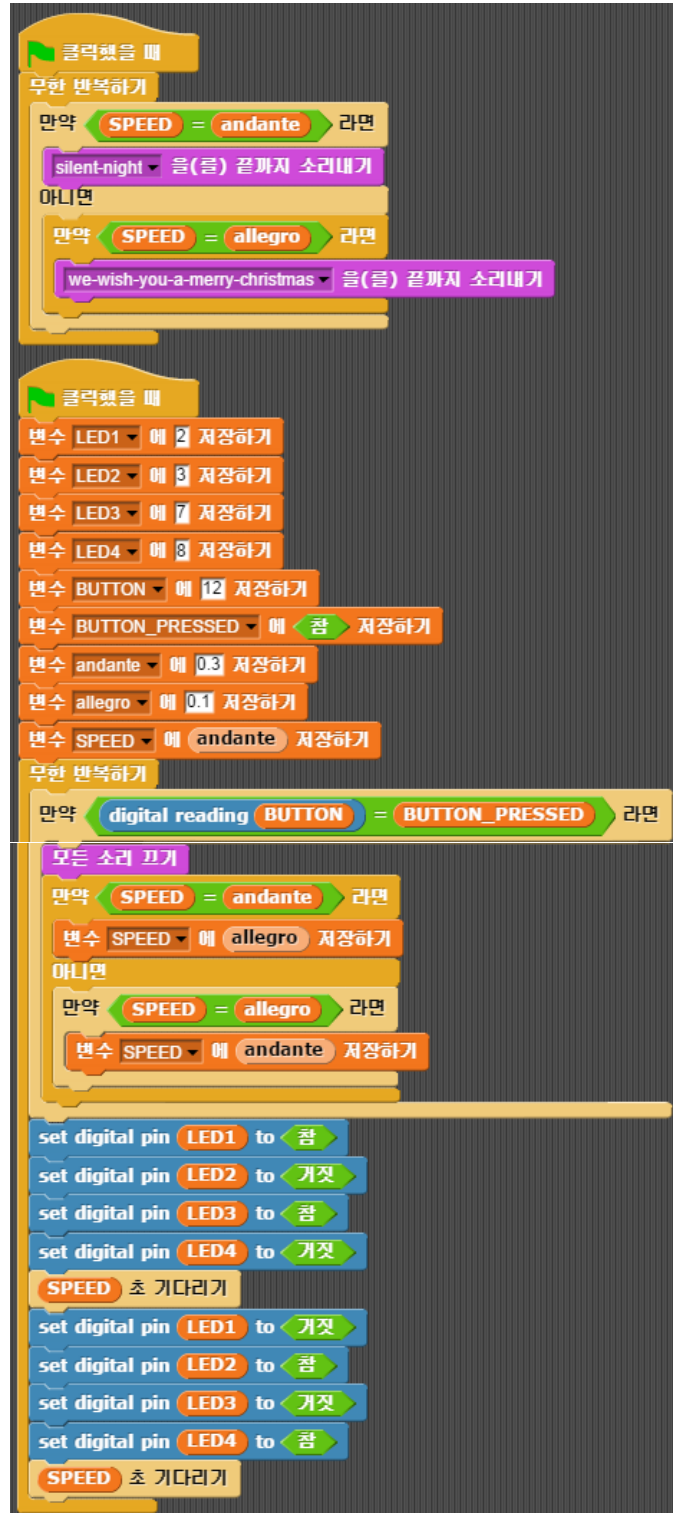 클릭했을 때
무한 반복하기
만약 SPEED = andante 라면
silent-night 을(를) 끝까지 소리내기
아니면
만약 SPEED = allegro 라면
we-wish-you-a-merry-christmas 을(를) 끝까지 소리내기
클릭했을 때
변수 LED1 에 2 저장하기
변수 LED2 에 3 저장하기
변수 LED3 에 7 저장하기
변수 LED4 에 8 저장하기
변수 BUTTON 에 12 저장하기
변수 BUTTON_PRESSED 에 참 저장하기
변수 andante 에 0.3 저장하기
변수 allegro 에 0.1 저장하기
변수 SPEED 에 andante 저장하기
무한 반복하기
만약 digital reading BUTTON = BUTTON_PRESSED 라면
모든 소리 끄기
만약 SPEED = andante 라면
변수 SPEED 에 allegro 저장하기
아니면
만약 SPEED = allegro 라면
변수 SPEED 에 andante 저장하기
set digital pin LED1 to 참
set digital pin LED2 to 거짓
set digital pin LED3 to 참
set digital pin LED4 to 거짓
SPEED 초 기다리기
set digital pin LED1 to 거짓
set digital pin LED2 to 참
set digital pin LED3 to 거짓
set digital pin LED4 to 참
SPEED 초 기다리기